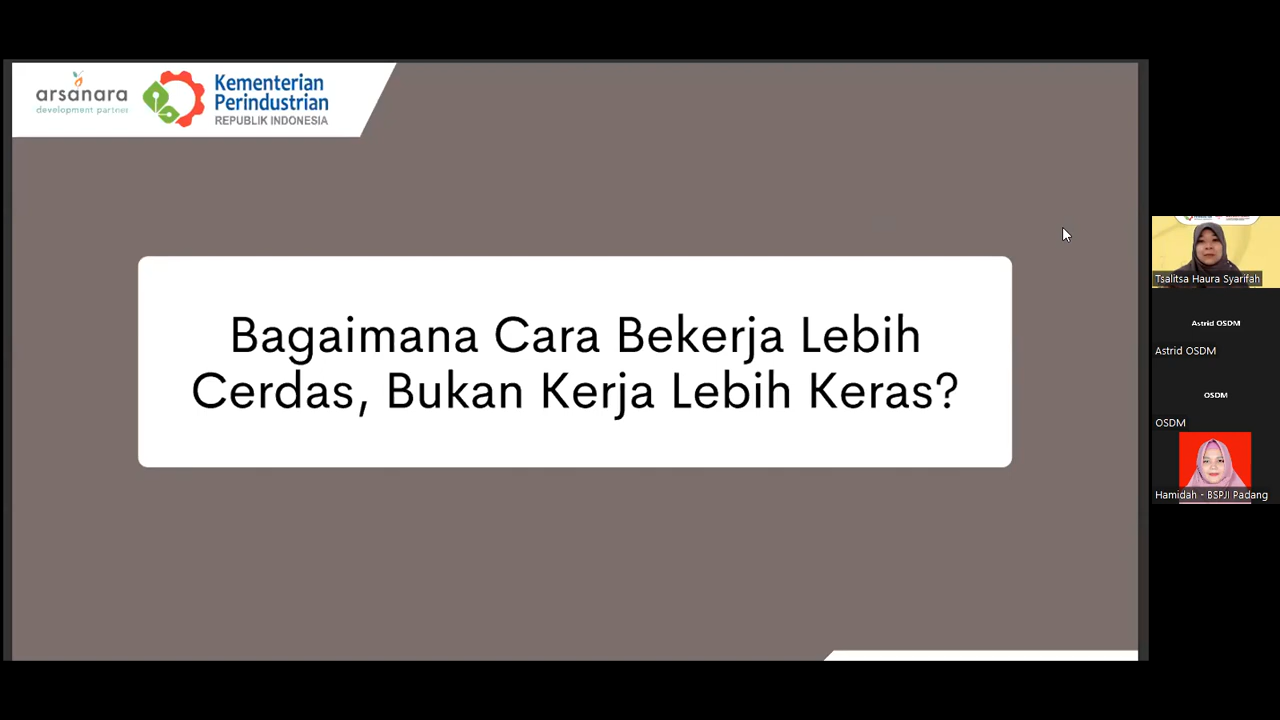 arsanara
development partner
Kementerian
Perindustrian
REPUBLIK INDONESIA
Bagaimana Cara Bekerja Lebih
Cerdas, Bukan Kerja Lebih Keras?
Tsalitsa Haura Syarifah
Astrid OSDM
Astrid OSDM
OSDM
OSDM
Hamidah - BSPJI Padang